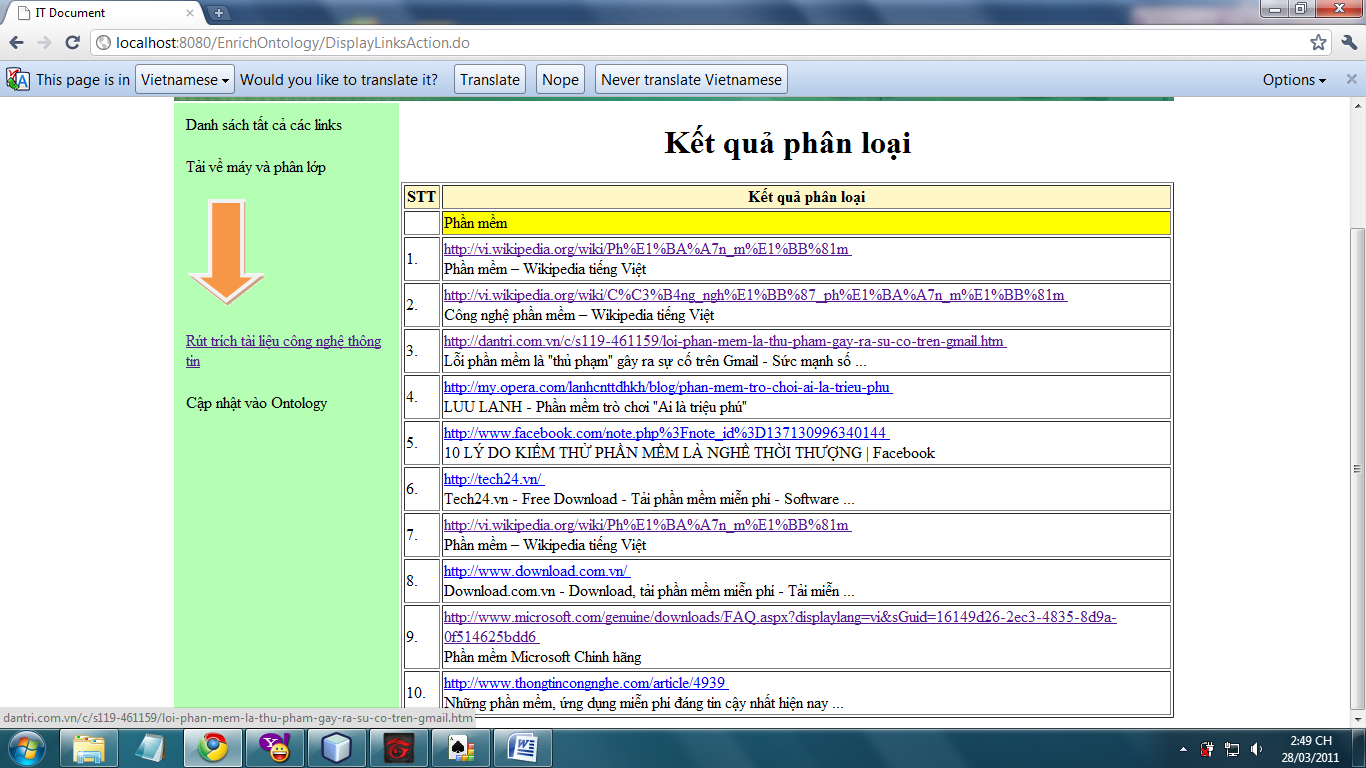 IT Document
localhost:8080/EnrichOntology/DisplayLinksAction.do
This page is in Vietnamese Would you like to translate it? Translate Nope Never translate Vietnamese Options
Danh sách tất cả các links
Tải về máy và phân lớp
Rút trích tài liệu công nghệ thông
tin
Cập nhật vào Ontology
Kết quả phân loại
STT Kết quả phân loại
Phần mềm
1. http://vi.wikipedia.org/wiki/Ph%E1%BA%A7n_m%E1%BB%81m
Phần mềm – Wikipedia tiếng Việt
2. http://vi.wikipedia.org/wiki/C%C3%B4ng_ngh%E1%BB%87_ph%E1%BA%A7n_m%E1%BB%81m
Công nghệ phần mềm – Wikipedia tiếng Việt
3. http://dantri.com.vn/c/s119-461159/loi-phan-mem-la-thu-pham-gay-ra-su-co-tren-gmail.htm
Lỗi phần mềm là "thủ phạm" gây ra sự cố trên Gmail - Sức mạnh số ...
4. http://my.opera.com/lanhcnttdhkh/blog/phan-mem-tro-choi-ai-la-trieu-phu
LUU LANH - Phần mềm trò chơi "Ai là triệu phú"
5. http://www.facebook.com/note.php%3Fnote_id%3D137130996340144
10 LÝ DO KIỂM THỬ PHẦN MỀM LÀ NGHỀ THỜI THƯỢNG | Facebook
6. http://tech24.vn/
Tech24.vn - Free Download - Tải phần mềm miễn phí - Software ...
7. http://vi.wikipedia.org/wiki/Ph%E1%BA%A7n_m%E1%BB%81m
Phần mềm – Wikipedia tiếng Việt
8. http://www.download.com.vn/
Download.com.vn - Download, tải phần mềm miễn phí - Tải miễn ...
9. http://www.microsoft.com/genuine/downloads/FAQ.aspx?displaylang=vi&sGuid=16149d26-2ec3-4835-8d9a-
0f514625bdd6
Phần mềm Microsoft Chính hãng
10. http://www.thongtincongnghe.com/article/4939
Những phần mềm, ứng dụng miễn phí đáng tin cậy nhất hiện nay ...
dantri.com.vn/c/s119-461159/loi-phan-mem-la-thu-pham-gay-ra-su-co-tren-gmail.htm
2:49 CH
28/03/2011